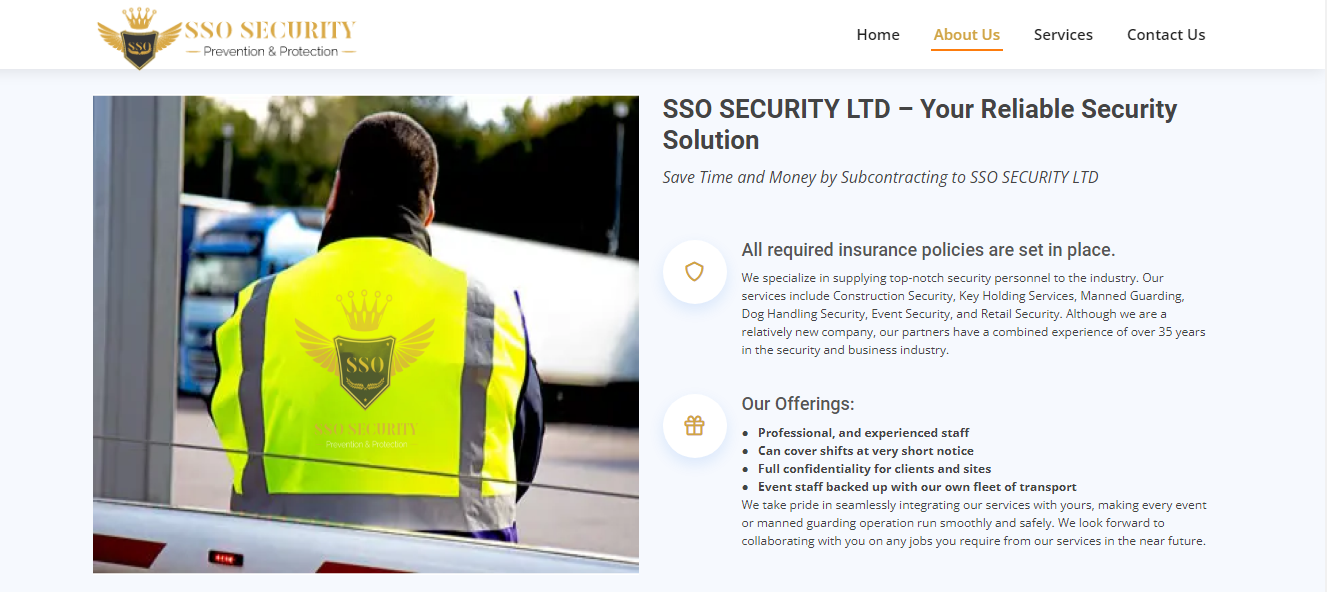 SSO
SSO SECURITY
Prevention & Protection
Home
About Us
Services
Contact Us
SSO
SSO SECURITY
Prevention & Protection
SSO SECURITY LTD – Your Reliable Security
Solution
Save Time and Money by Subcontracting to SSO SECURITY LTD
All required insurance policies are set in place.
We specialize in supplying top-notch security personnel to the industry. Our
services include Construction Security, Key Holding Services, Manned Guarding,
Dog Handling Security, Event Security, and Retail Security. Although we are a
relatively new company, our partners have a combined experience of over 35 years
in the security and business industry.
Our Offerings:
• Professional, and experienced staff
• Can cover shifts at very short notice
• Full confidentiality for clients and sites
• Event staff backed up with our own fleet of transport
We take pride in seamlessly integrating our services with yours, making every event
or manned guarding operation run smoothly and safely. We look forward to
collaborating with you on any jobs you require from our services in the near future.